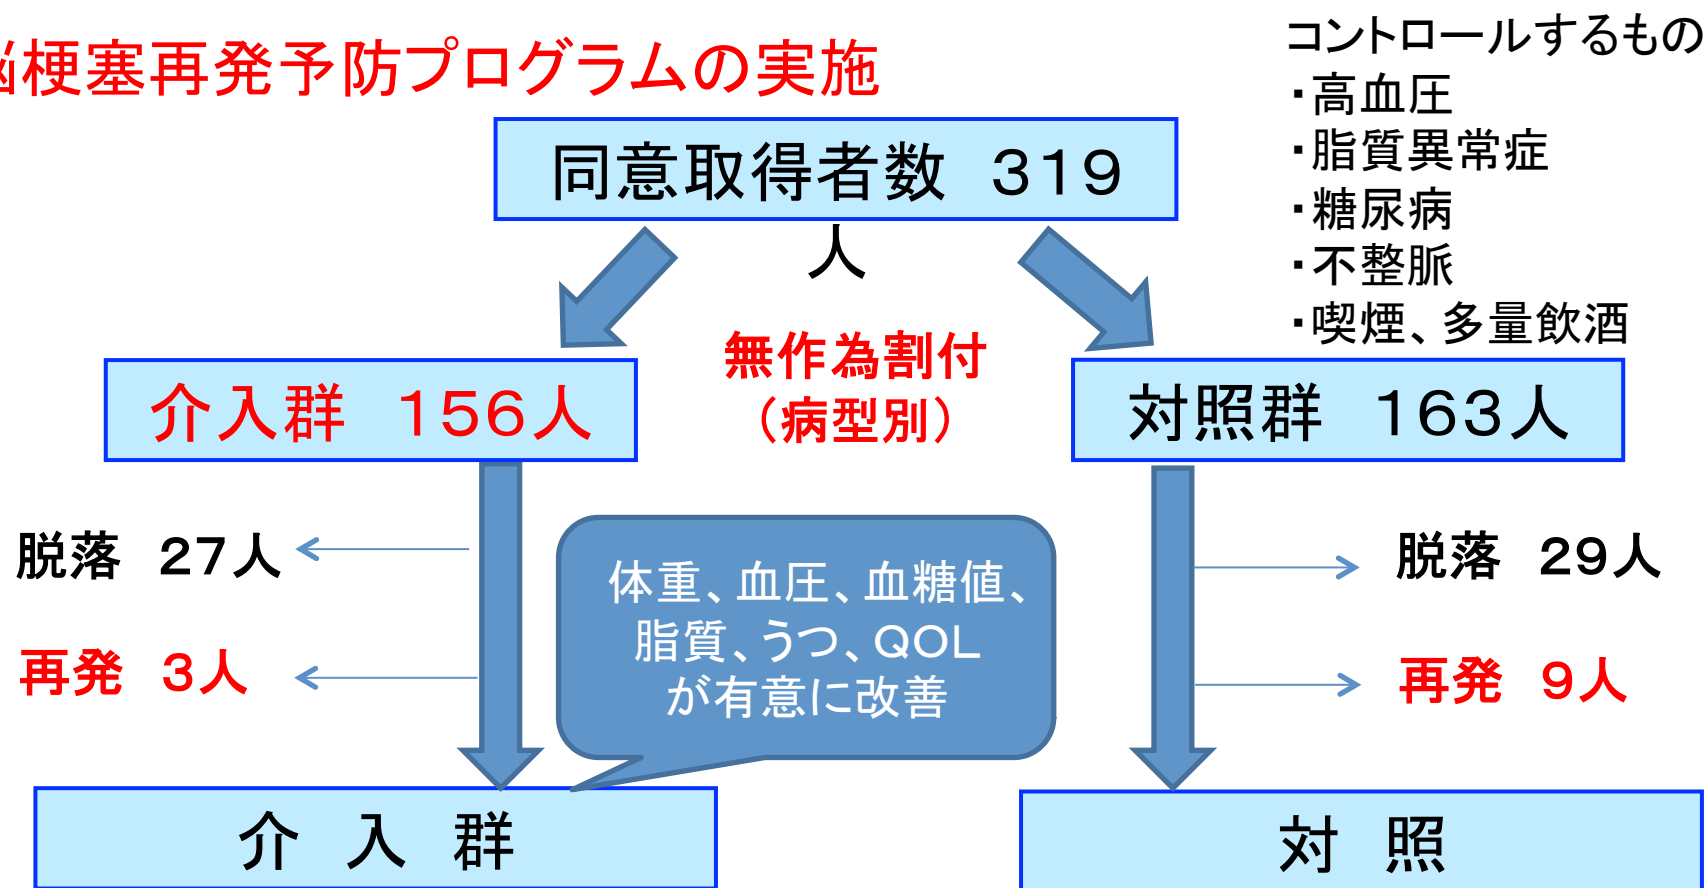 梗塞再発予防プログラムの実施
コントロールするもの
・高血圧
・脂質異常症
・糖尿病
・不整脈
・喫煙、多量飲酒
同意取得者数　３１９
人
無作為割付
（病型別）
介入群　１５６人
対照群　１６３人
脱落　２７人
再発　３人
体重、血圧、血糖値、
脂質、うつ、ＱＯＬ
が有意に改善
脱落　２９人
再発　９人
介　入　群
対　照